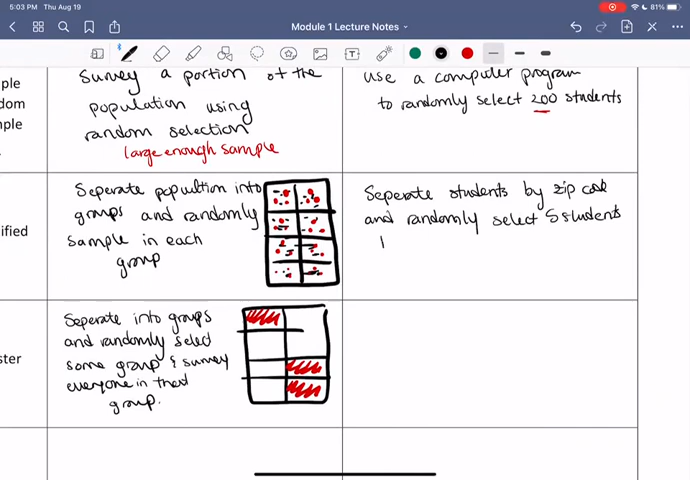 5:03 PM Thu Aug 19
81%
Module 1 Lecture Notes
ple
dom
mple
Survey a portion of the
population using
random selection
large enough sample
use a computer program
to randomly select 200 students
ified
Seperate popultion into
groups and randomly
sample in each
group
Seperate students by zip code
and randomly select 5 students
ster
Seperate into groups
and randomly select
some group & survey
everyone in that
group.